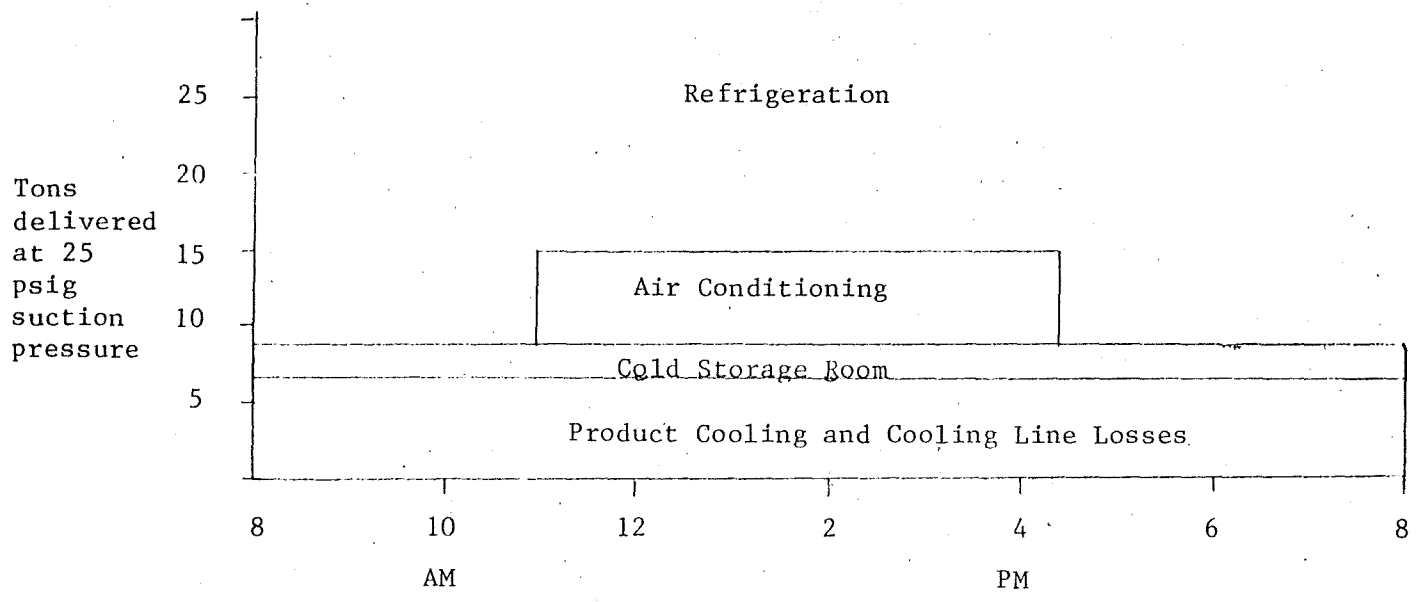 Refrigeration
25
20
15
10
5
Tons
delivered
at 25
psig
suction
pressure
Air Conditioning
Cold Storage Room
Product Cooling and Cooling Line Losses
8 10 12 2 4 6 8
AM PM